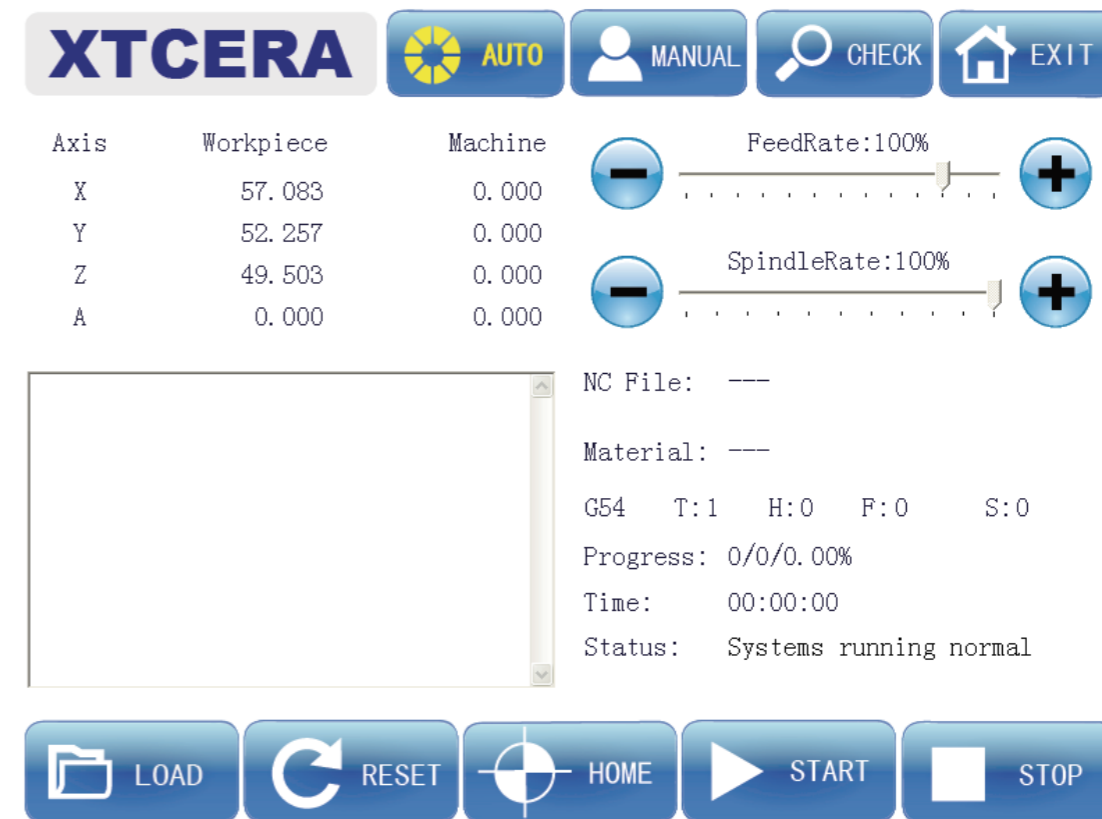 XTCERA AUTO MANUAL CHECK EXIT
Axis Workpiece Machine
X 57.083 0.000
Y 52.257 0.000
Z 49.503 0.000
A 0.000 0.000
FeedRate:100%
SpindleRate:100%
NC File: ---
Material: ---
G54 T:1 H:0 F:0 S:0
Progress: 0/0/0.00%
Time: 00:00:00
Status: Systems running normal
LOAD RESET HOME START STOP